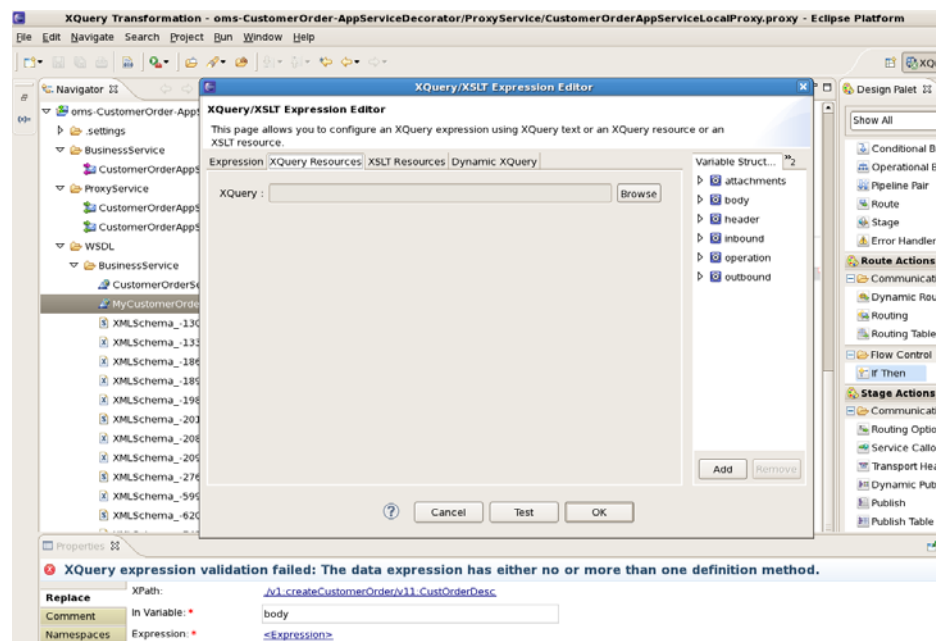 XQuery Transformation - oms-CustomerOrder-AppServiceDecorator/ProxyService/CustomerOrderAppServiceLocalProxy.proxy - Eclipse Platform
File Edit Navigate Search Project Run Window Help
XQu
Navigator
oms-CustomerOrder-AppS
.settings
BusinessService
CustomerOrderAppS
ProxyService
CustomerOrderAppS
CustomerOrderAppS
WSDL
BusinessService
CustomerOrderSe
MyCustomerOrde
XMLSchema_-130
XMLSchema_-133
XMLSchema_-186
XMLSchema_-189
XMLSchema_-198
XMLSchema_-201
XMLSchema_-208
XMLSchema_-209
XMLSchema_-276
XMLSchema_-599
XMLSchema_-620
XQuery/XSLT Expression Editor
XQuery/XSLT Expression Editor
This page allows you to configure an XQuery expression using XQuery text or an XQuery resource or an
XSLT resource.
Expression XQuery Resources XSLT Resources Dynamic XQuery
XQuery : Browse
Variable Struct... »2
attachments
body
header
inbound
operation
outbound
Add Remove
Cancel Test OK
Design Palet
Show All
Conditional B
Operational B
Pipeline Pair
Route
Stage
Error Handler
Route Actions
Communicati
Dynamic Rou
Routing
Routing Table
Flow Control
If Then
Stage Actions
Communicati
Routing Optio
Service Callo
Transport Hea
Dynamic Pub
Publish
Publish Table
Properties
XQuery expression validation failed: The data expression has either no or more than one definition method.
Replace
Comment
Namespaces
XPath: ./v1:createCustomerOrder/v11:CustOrderDesc
In Variable: * body
Expression: * <Expression>